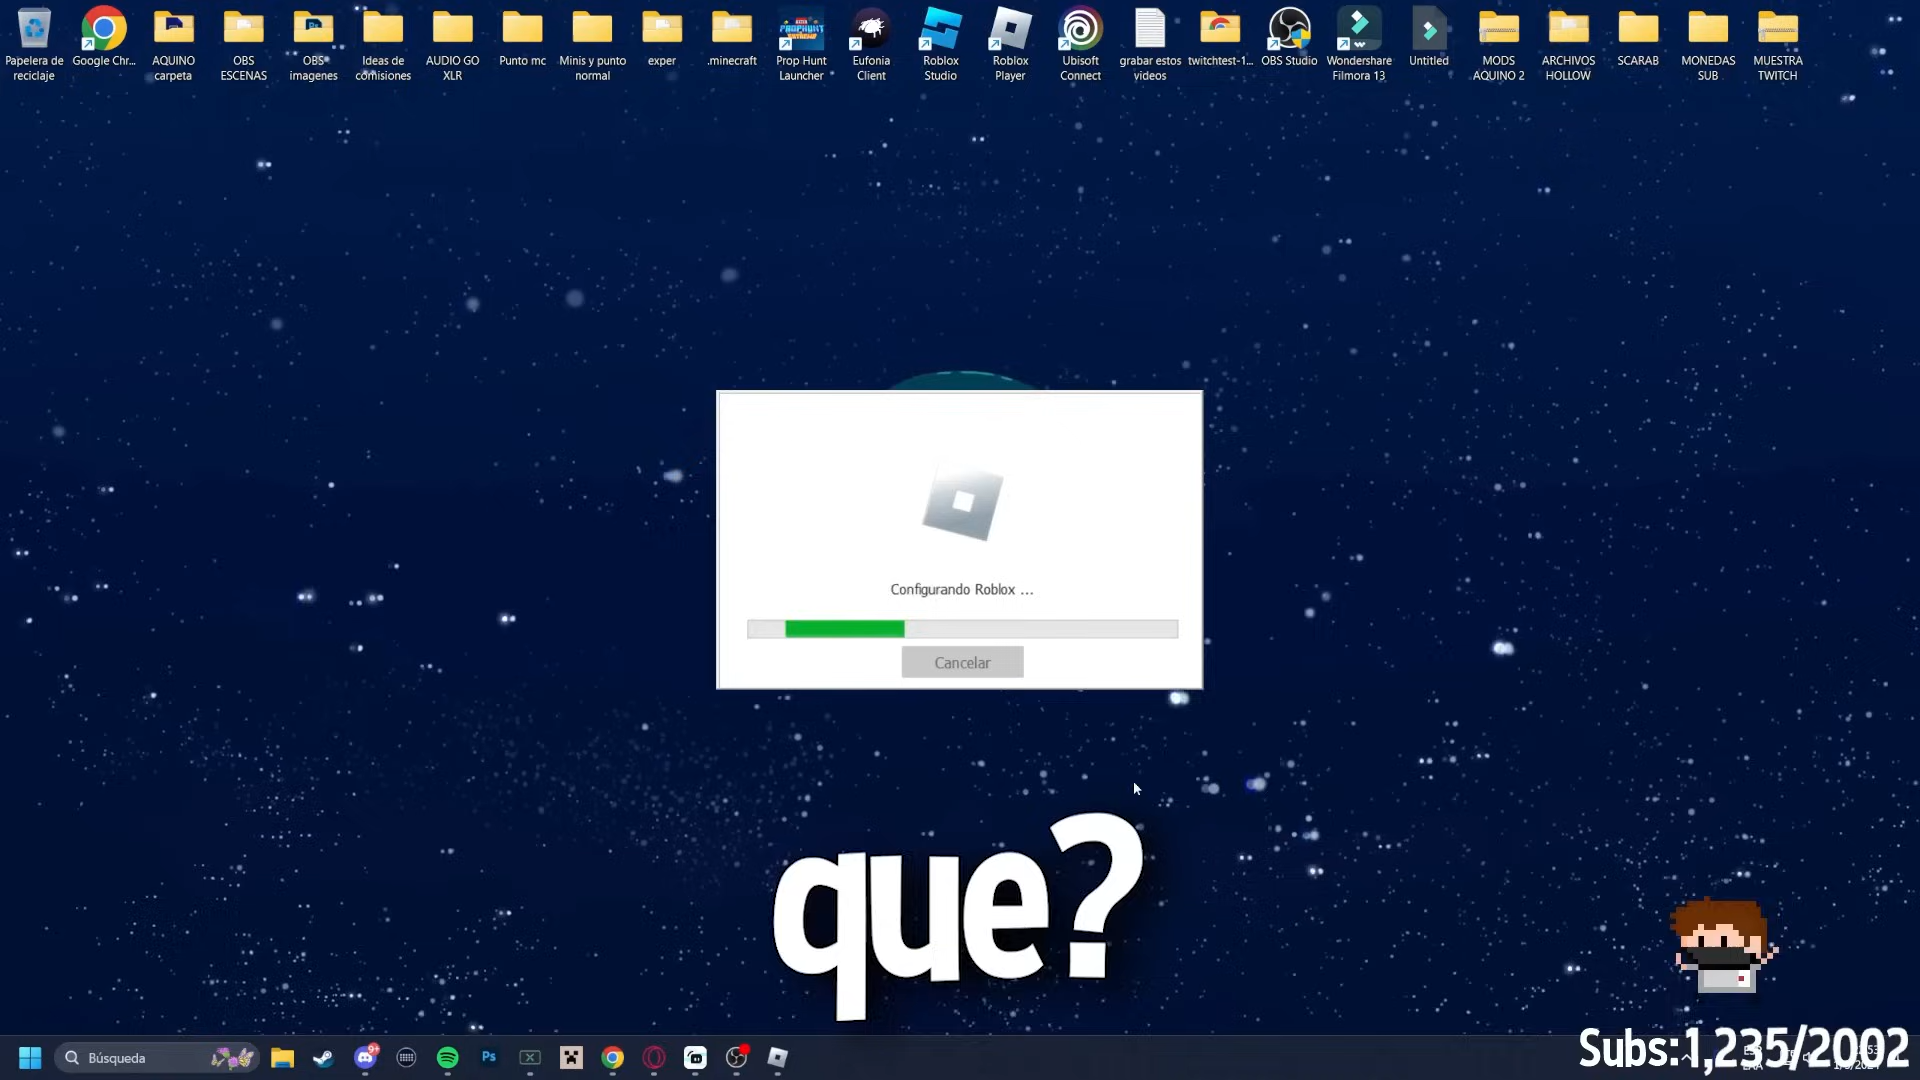 Papelera de
reciclaje
Google Chr...
AQUINO
carpeta
OBS
ESCENAS
OBS
imagenes
Ideas de
comisiones
AUDIO GO
XLR
Punto mc
Minis y punto
normal
exper
.minecraft
Prop Hunt
Launcher
Eufonia
Client
Roblox
Studio
Roblox
Player
Ubisoft
Connect
grabar estos
videos
twitchtest-1...
OBS Studio
Wondershare
Filmora 13
Untitled
MODS
AQUINO 2
ARCHIVOS
HOLLOW
SCARAB
MONEDAS
SUB
MUESTRA
TWITCH
Configurando Roblox ...
Cancelar
que?
Búsqueda
9+
Ps
Subs:1,235/2002